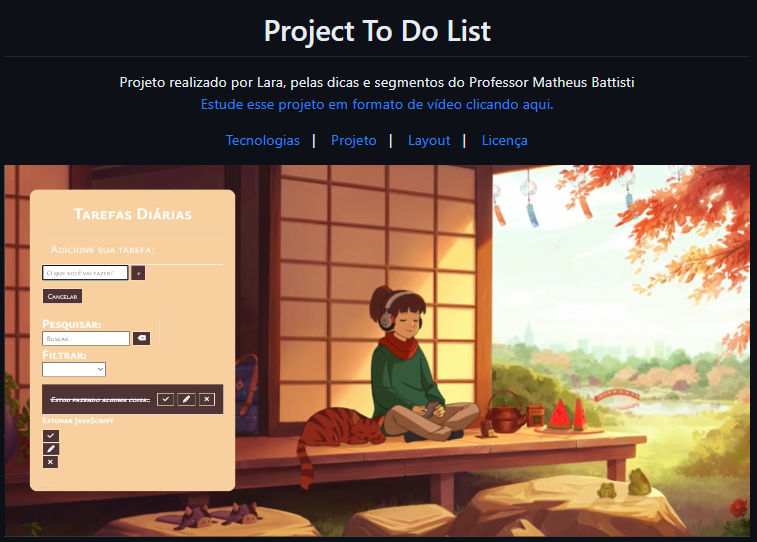 Project To Do List
Projeto realizado por Lara, pelas dicas e segmentos do Professor Matheus Battisti
Estude esse projeto em formato de vídeo clicando aqui.
Tecnologias | Projeto | Layout | Licença
Tarefas Diárias
Adicione sua tarefa:
O que você vai fazer? +
Cancelar
Pesquisar:
Buscar
Filtrar:
Estou fazendo alguma coisa..
Estudar JavaScript